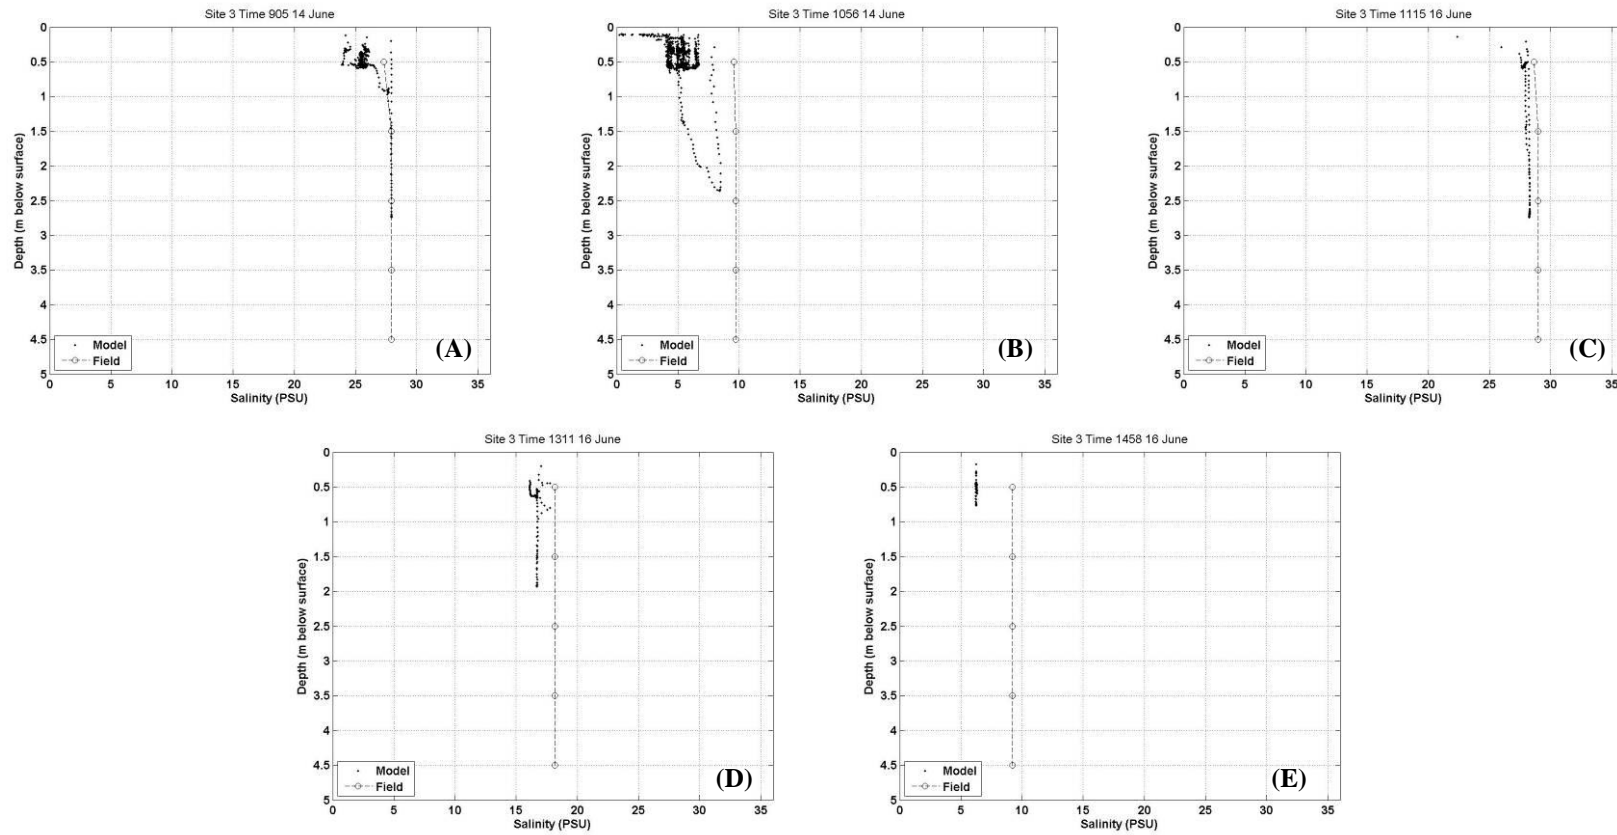 Site 3 Time 905 14 June
0
0.5
1
1.5
2
2.5
3
3.5
4
4.5
5
Depth (m below surface)
Model
Field
(A)
0 5 10 15 20 25 30 35
Salinity (PSU)
Site 3 Time 1056 14 June
0
0.5
1
1.5
2
2.5
3
3.5
4
4.5
5
Depth (m below surface)
Model
Field
(B)
0 5 10 15 20 25 30 35
Salinity (PSU)
Site 3 Time 1115 16 June
0
0.5
1
1.5
2
2.5
3
3.5
4
4.5
5
Depth (m below surface)
Model
Field
(C)
0 5 10 15 20 25 30 35
Salinity (PSU)
Site 3 Time 1311 16 June
0
0.5
1
1.5
2
2.5
3
3.5
4
4.5
5
Depth (m below surface)
Model
Field
(D)
0 5 10 15 20 25 30 35
Salinity (PSU)
Site 3 Time 1458 16 June
0
0.5
1
1.5
2
2.5
3
3.5
4
4.5
5
Depth (m below surface)
Model
Field
(E)
0 5 10 15 20 25 30 35
Salinity (PSU)